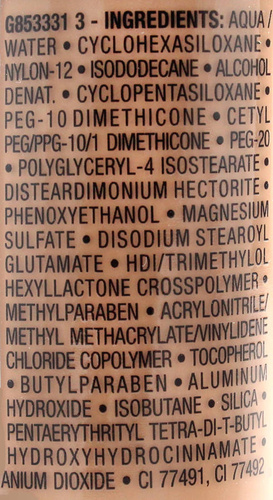 G853331 3 - INGREDIENTS: AQUA /
WATER • CYCLOHEXASILOXANE •
NYLON-12 • ISODODECANE • ALCOHOL
DENAT. • CYCLOPENTASILOXANE •
PEG-10 DIMETHICONE • CETYL
PEG/PPG-10/1 DIMETHICONE • PEG-20
• POLYGLYCERYL-4 ISOSTEARATE •
DISTEARDIMONIUM HECTORITE •
PHENOXYETHANOL • MAGNESIUM
SULFATE • DISODIUM STEAROYL
GLUTAMATE • HDI/TRIMETHYLOL
HEXYLLACTONE CROSSPOLYMER •
METHYLPARABEN • ACRYLONITRILE/
METHYL METHACRYLATE/VINYLIDENE
CHLORIDE COPOLYMER • TOCOPHEROL
• BUTYLPARABEN • ALUMINUM
HYDROXIDE • ISOBUTANE • SILICA •
PENTAERYTHRITYL TETRA-DI-T-BUTYL
HYDROXYHYDROCINNAMATE •
ANIUM DIOXIDE • CI 77491, CI 77492